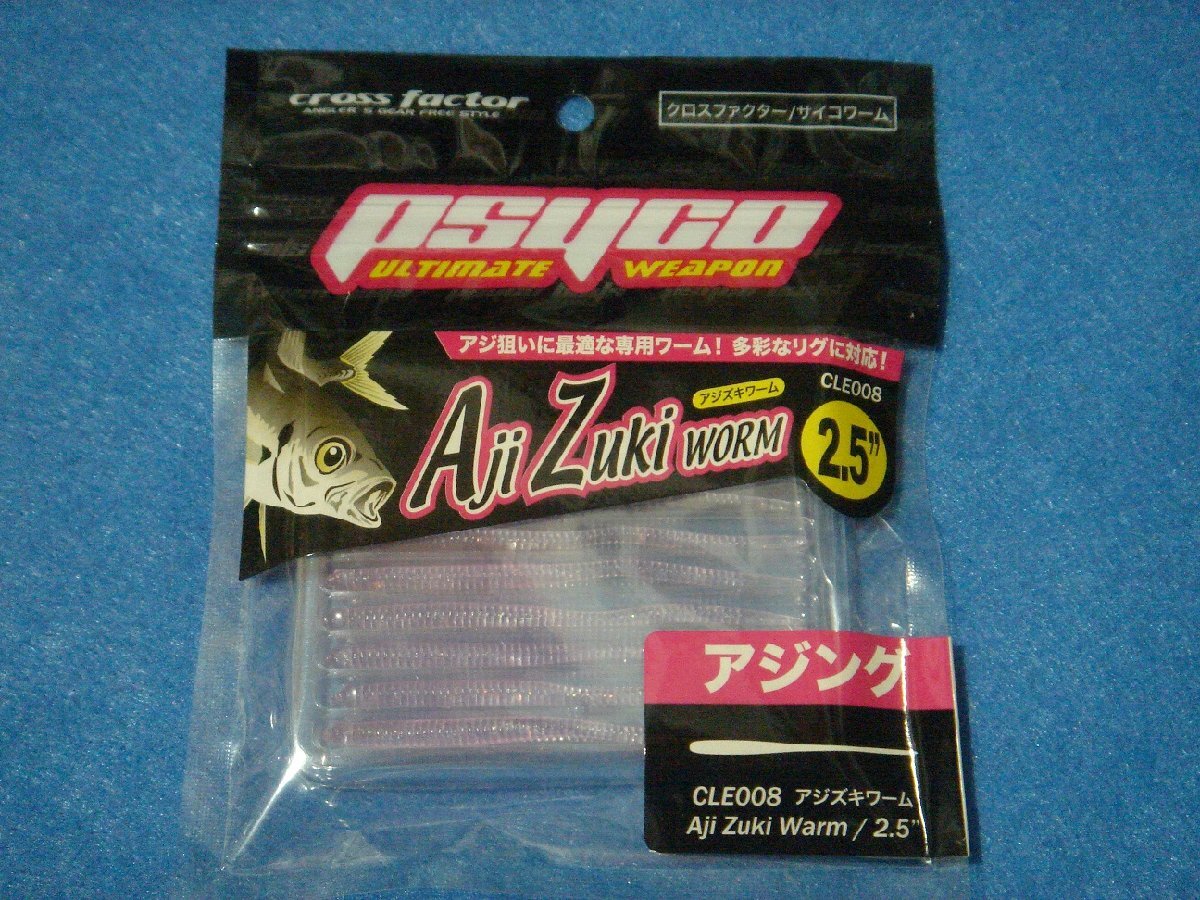 cross factor
ANGLER'S GEAR FREE STYLE
クロスファクター/サイコワーム
PSYCO
ULTIMATE WEAPON
アジ狙いに最適な専用ワーム! 多彩なリグに対応!
CLE008
アジズキワーム
Aji Zuki WORM
2.5"
アジング
CLE008 アジズキワーム
Aji Zuki Warm / 2.5"